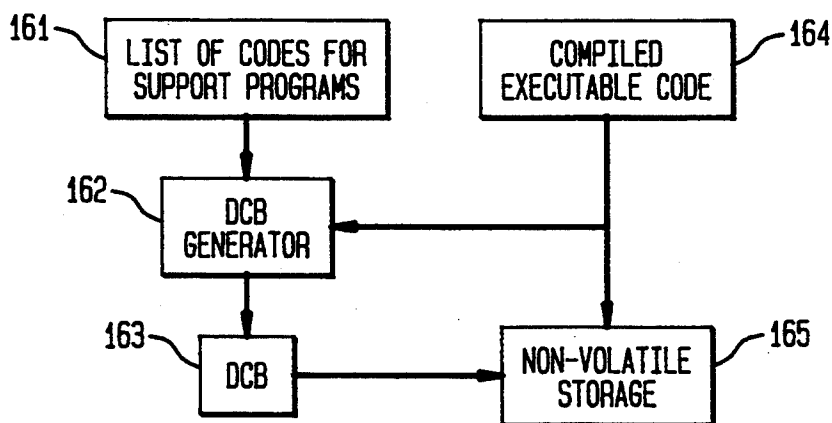 161
LIST OF CODES FOR
SUPPORT PROGRAMS
COMPILED
EXECUTABLE CODE
164
162
DCB
GENERATOR
163
DCB
NON-VOLATILE
STORAGE
165